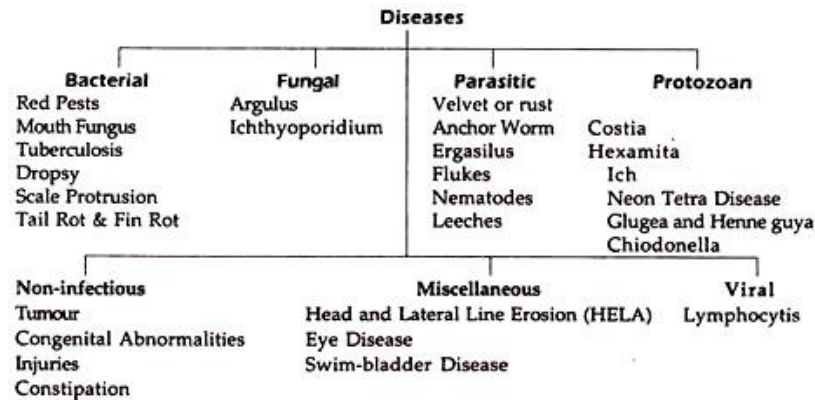 Diseases
Bacterial
Red Pests
Mouth Fungus
Tuberculosis
Dropsy
Scale Protrusion
Tail Rot & Fin Rot
Fungal
Argulus
Ichthyoporidium
Parasitic
Velvet or rust
Anchor Worm
Ergasilus
Flukes
Nematodes
Leeches
Protozoan
Costia
Hexamita
Ich
Neon Tetra Disease
Glugea and Henne guya
Chiodonella
Non-infectious
Tumour
Congenital Abnormalities
Injuries
Constipation
Miscellaneous
Head and Lateral Line Erosion (HELA)
Eye Disease
Swim-bladder Disease
Viral
Lymphocytis